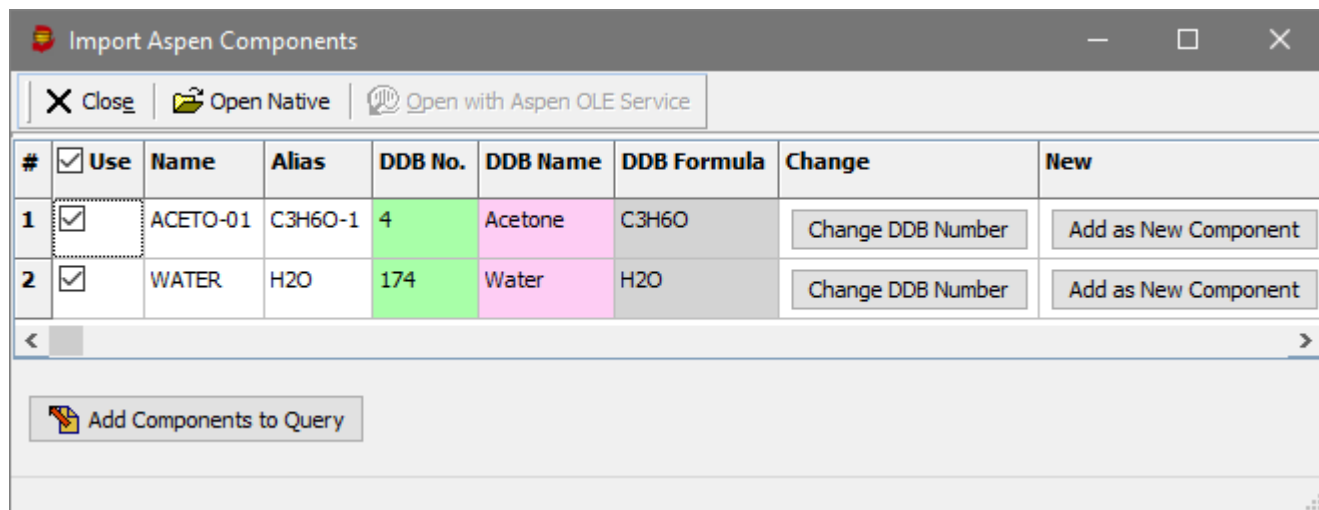 Import Aspen Components
Close Open Native Open with Aspen OLE Service
# Use Name Alias DDB No. DDB Name DDB Formula Change New
1 ACETO-01 C3H6O-1 4 Acetone C3H6O Change DDB Number Add as New Component
2 WATER H2O 174 Water H2O Change DDB Number Add as New Component
Add Components to Query